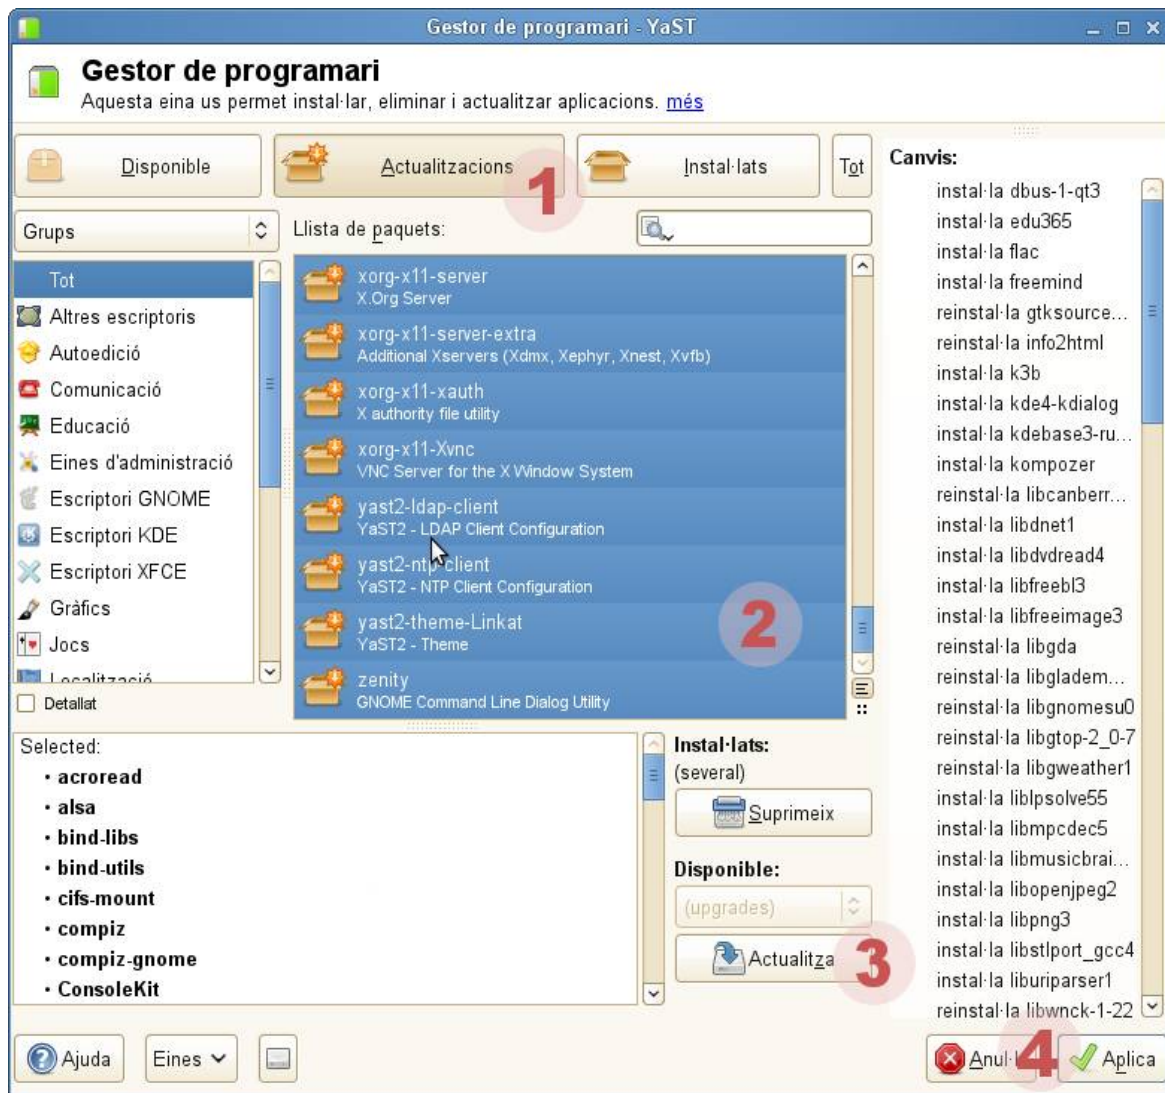 Gestor de programari - YaST
Gestor de programari
Aquesta eina us permet instal·lar, eliminar i actualitzar aplicacions. més
Disponible
Actualitzacions
1
Instal·lats
Tot
Grups
Llista de paquets:
Tot
Altres escriptoris
Autoedició
Comunicació
Educació
Eines d'administració
Escriptori GNOME
Escriptori KDE
Escriptori XFCE
Gràfics
Jocs
Localització
Detallat
xorg-x11-server
X.Org Server
xorg-x11-server-extra
Additional Xservers (Xdmx, Xephyr, Xnest, Xvfb)
xorg-x11-xauth
X authority file utility
xorg-x11-Xvnc
VNC Server for the X Window System
yast2-ldap-client
YaST2 - LDAP Client Configuration
yast2-ntp-client
YaST2 - NTP Client Configuration
yast2-theme-Linkat
YaST2 - Theme
zenity
GNOME Command Line Dialog Utility
2
Selected:
• acroread
• alsa
• bind-libs
• bind-utils
• cifs-mount
• compiz
• compiz-gnome
• ConsoleKit
Instal·lats:
(several)
Suprimeix
Disponible:
(upgrades)
Actualitza
3
Canvis:
instal·la dbus-1-qt3
instal·la edu365
instal·la flac
instal·la freemind
reinstal·la gtksource...
reinstal·la info2html
instal·la k3b
instal·la kde4-kdialog
instal·la kdebase3-ru...
instal·la kompozer
reinstal·la libcanberr...
instal·la libdnet1
instal·la libdvdread4
instal·la libfreebl3
instal·la libfreeimage3
reinstal·la libgda
reinstal·la libgladem...
reinstal·la libgnomesu0
reinstal·la libgtop-2_0-7
reinstal·la libgweather1
instal·la liblpsolve55
instal·la libmpcdec5
instal·la libmusicbrai...
instal·la libopenjpeg2
instal·la libpng3
instal·la libstlport_gcc4
instal·la liburiparser1
reinstal·la libwnck-1-22
Ajuda
Eines
Anul·l
4
Aplica